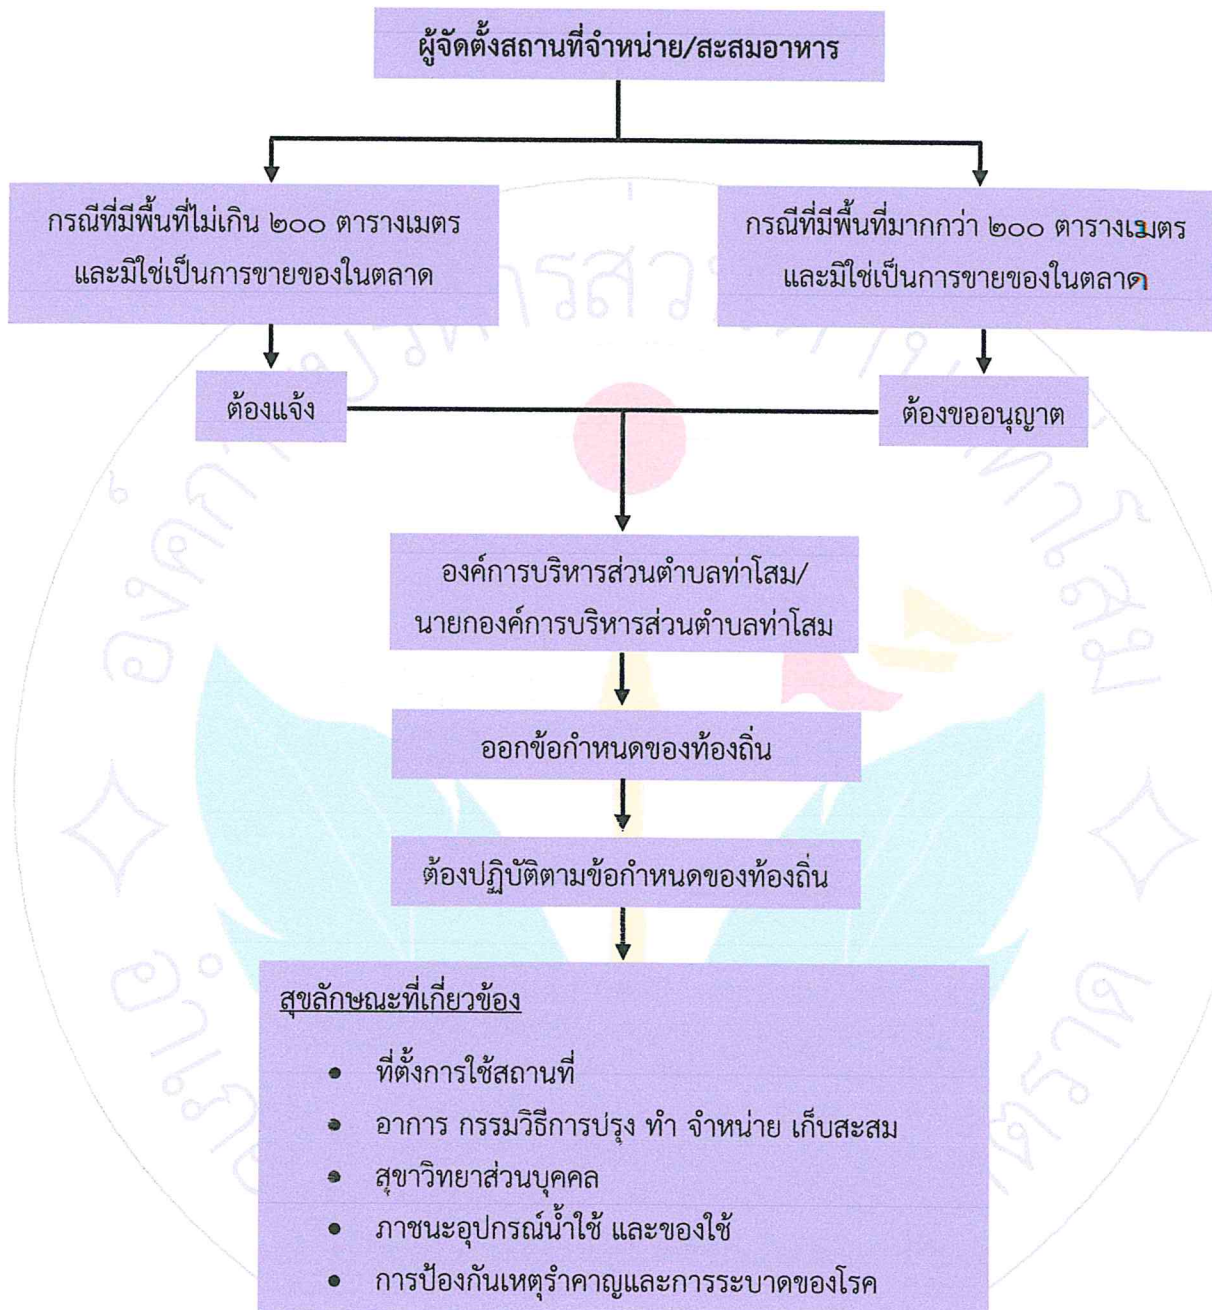 ผู้จัดตั้งสถานที่จำหน่าย/สะสมอาหาร
กรณีที่มีพื้นที่ไม่เกิน ๒๐๐ ตารางเมตร
และมิใช่เป็นการขายของในตลาด
กรณีที่มีพื้นที่มากกว่า ๒๐๐ ตารางเมตร
และมิใช่เป็นการขายของในตลาด
ต้องแจ้ง
ต้องขออนุญาต
องค์การบริหารส่วนตำบลท่าโสม/
นายกองค์การบริหารส่วนตำบลท่าโสม
ออกข้อกำหนดของท้องถิ่น
ต้องปฏิบัติตามข้อกำหนดของท้องถิ่น
สุขลักษณะที่เกี่ยวข้อง
• ที่ตั้งการใช้สถานที่
• อาการ กรรมวิธีการปรุง ทำ จำหน่าย เก็บสะสม
• สุขาวิทยาส่วนบุคคล
• ภาชนะอุปกรณ์น้ำใช้ และของใช้
• การป้องกันเหตุรำคาญและการระบาดของโรค